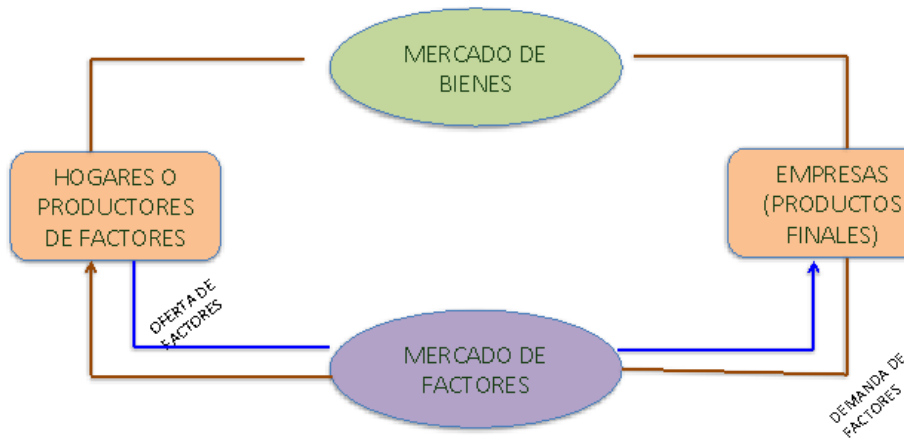 MERCADO DE
BIENES
HOGARES O
PRODUCTORES
DE FACTORES
EMPRESAS
(PRODUCTOS
FINALES)
OFERTA DE
FACTORES
MERCADO DE
FACTORES
DEMANDA DE
FACTORES